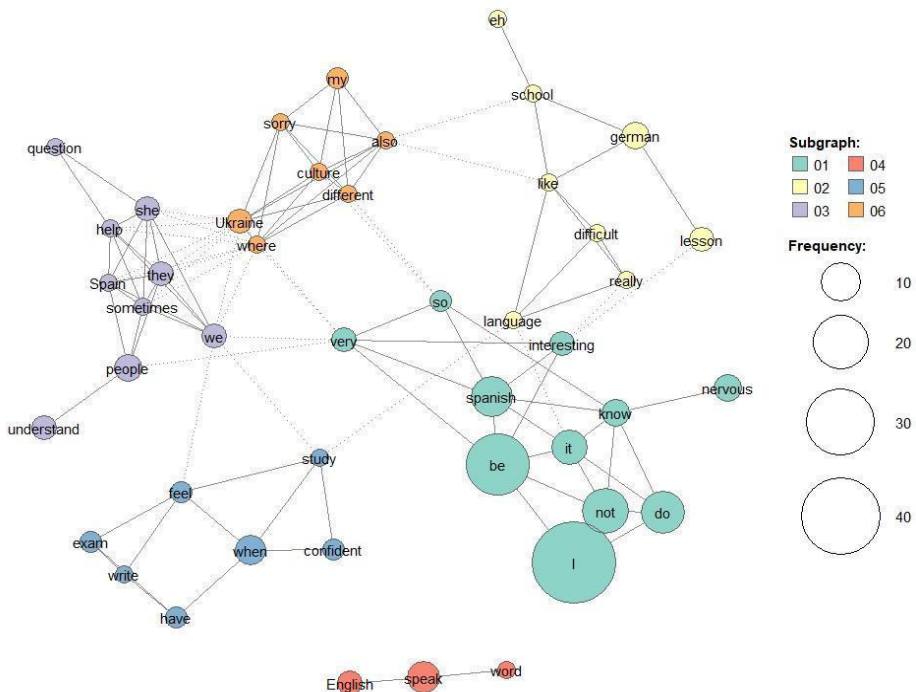 eh
my
school
sorry
german
also
question
culture
like
different
she
Ukraine
help
difficult
lesson
where
they
Spain
really
sometimes
so
language
we
very
interesting
people
nervous
spanish
know
understand
it
study
be
feel
not
do
exam
when
confident
I
write
have
word
speak
English
Subgraph:
01 04
02 05
03 06
Frequency:
10
20
30
40